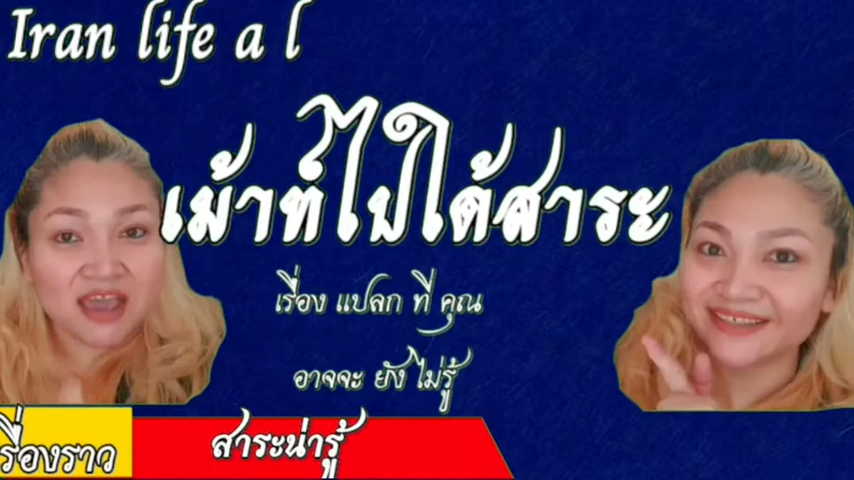 Iran life a l
เม้าท์ไปได้สาระ
เรื่อง แปลก ที่ คุณ
อาจจะ ยัง ไม่รู้
รื่องราว
สาระน่ารู้